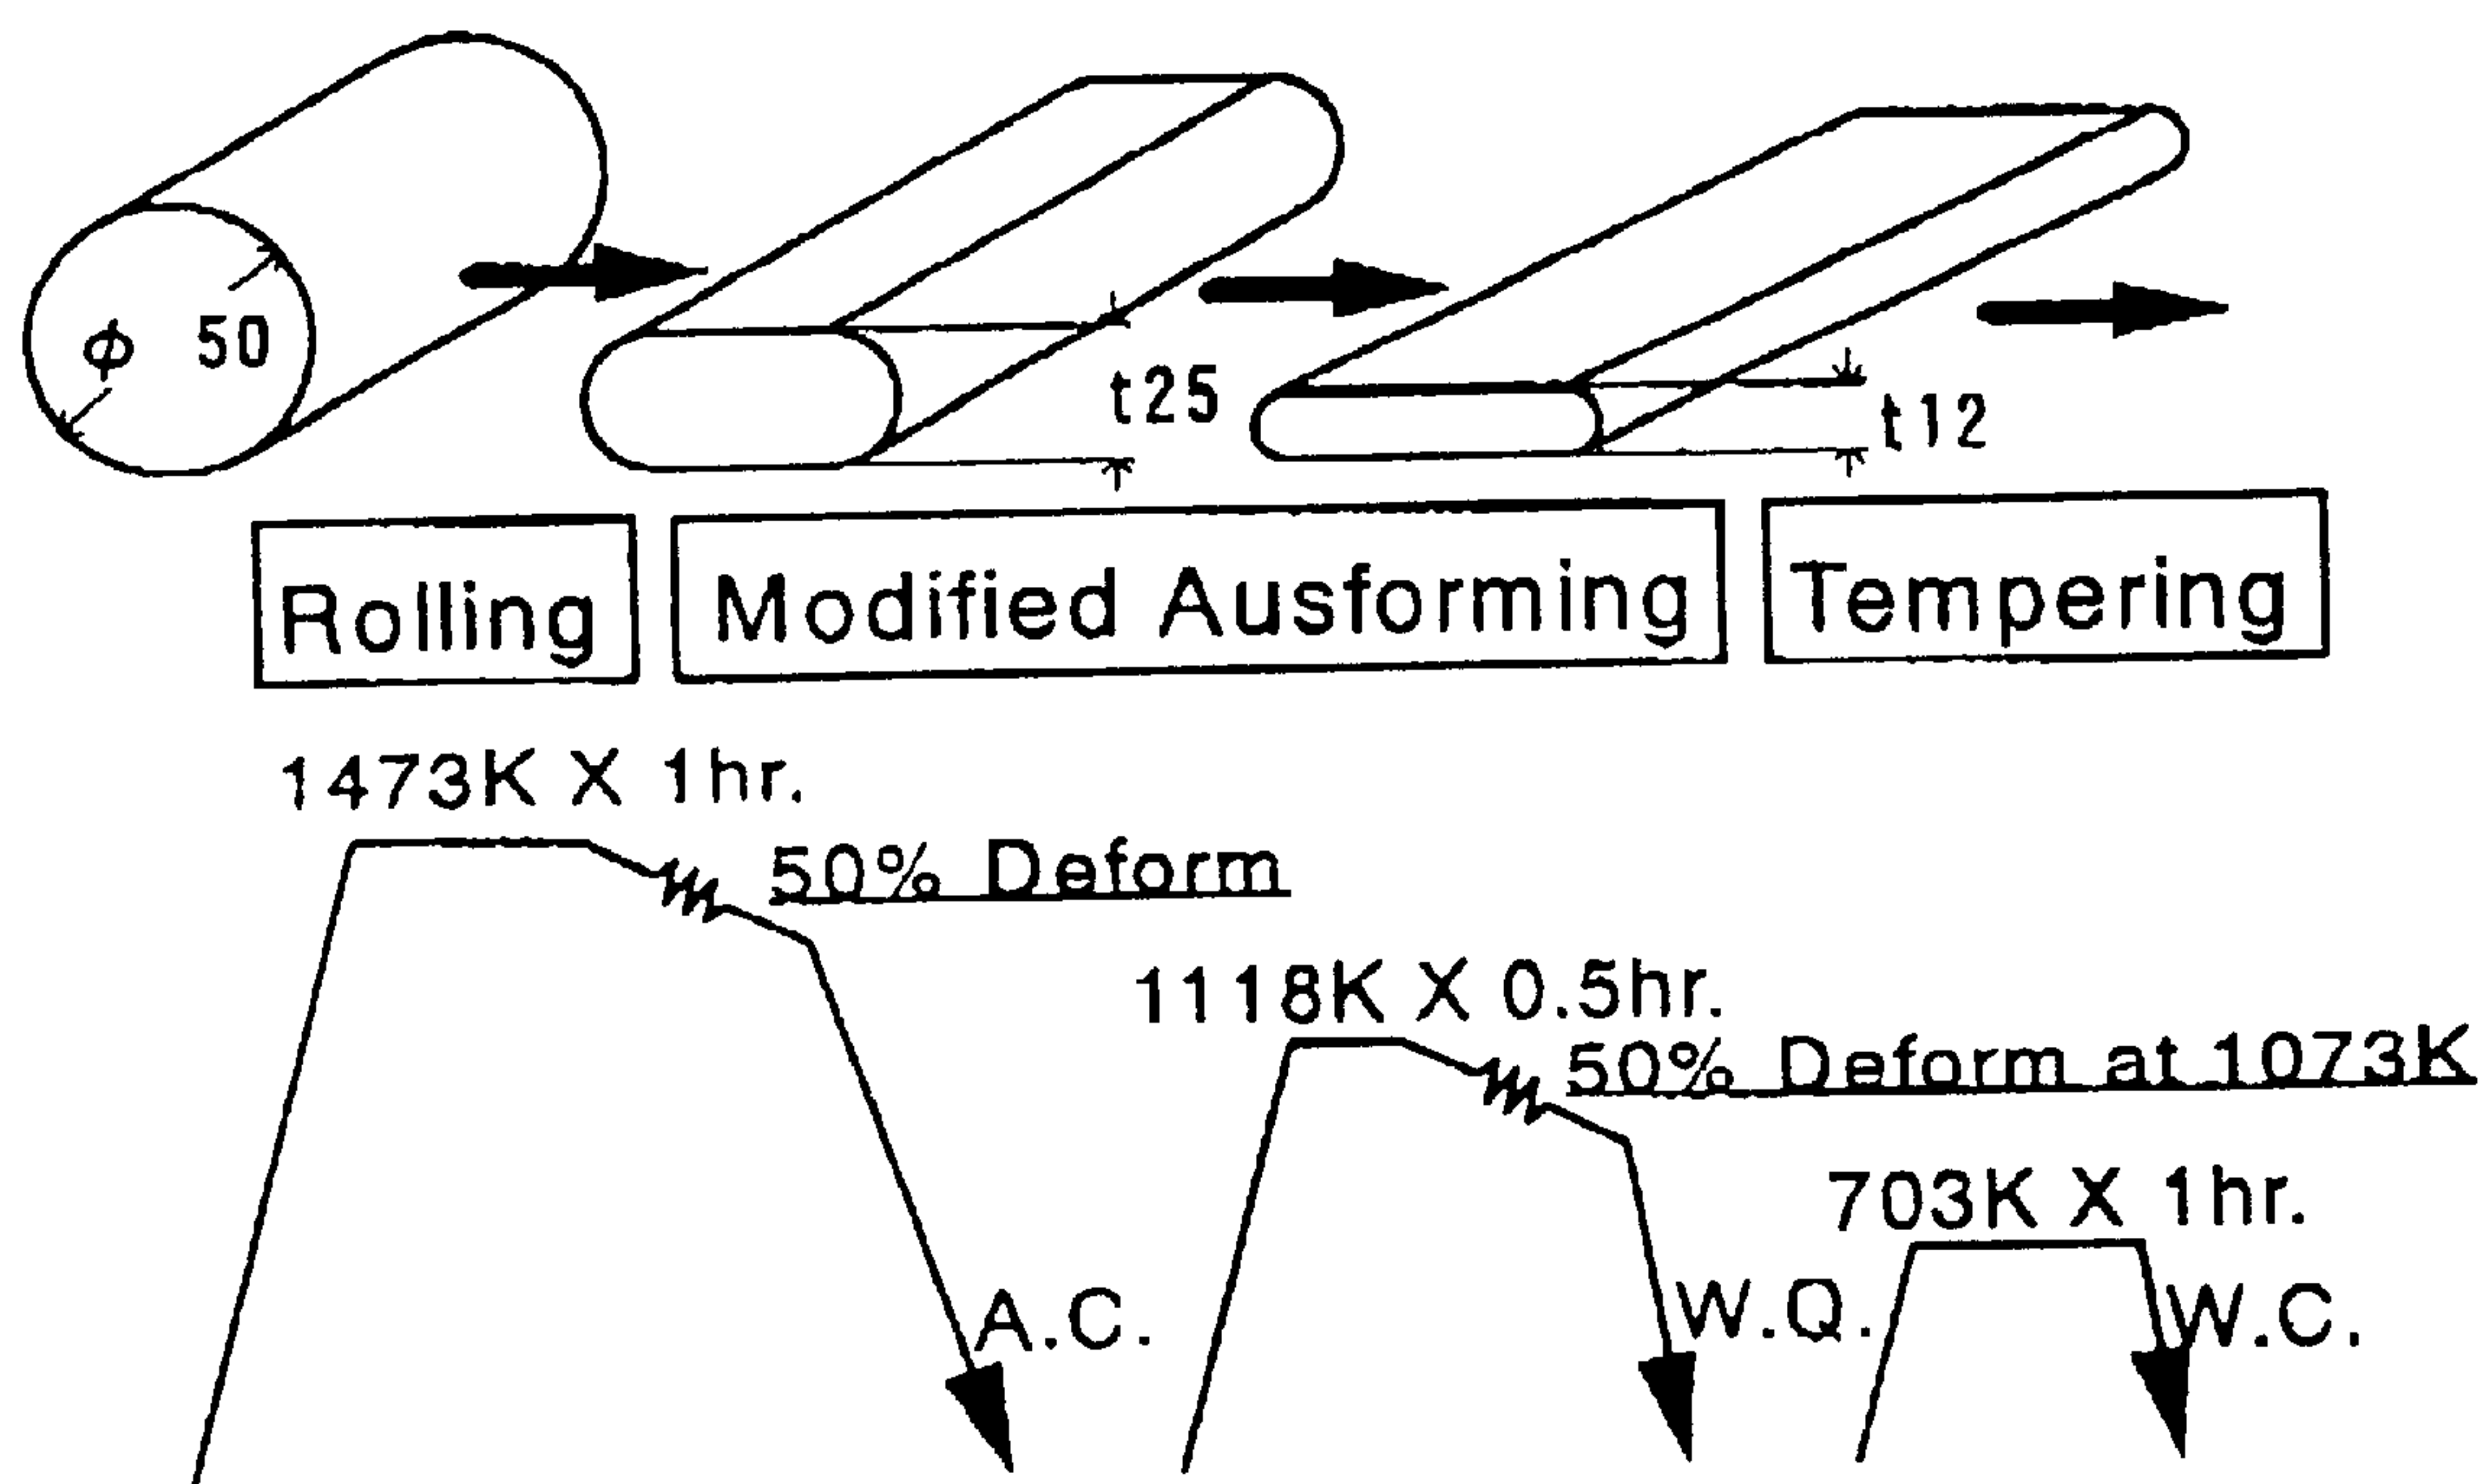 φ 50
t25
t12
Rolling
Modified Ausforming
Tempering
1473K X 1hr.
50% Deform
1118K X 0.5hr.
50% Deform at 1073K
703K X 1hr.
A.C.
W.Q.
W.C.